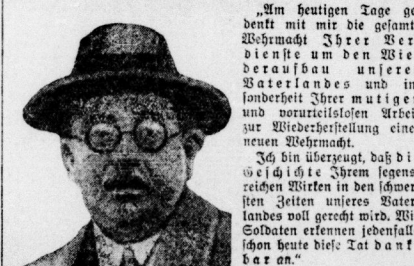 „Am heutigen Tage ge
denkt mit mir die gesamt
Wehrmacht Ihrer Ver
dienste um den Wie
deraufbau unsere
Vaterlandes und in
sonderheit Ihrer mutigen
und vorurteilslosen Arbei
zur Wiederherstellung eine
neuen Wehrmacht.
Ich bin überzeugt, daß di
Geschichte Ihrem segens
reichen Wirken in den schwer
sten Zeiten unseres Vater
landes voll gerecht wird. Wi
Soldaten erkennen jedenfall
schon heute diese Tat dank
bar an.“